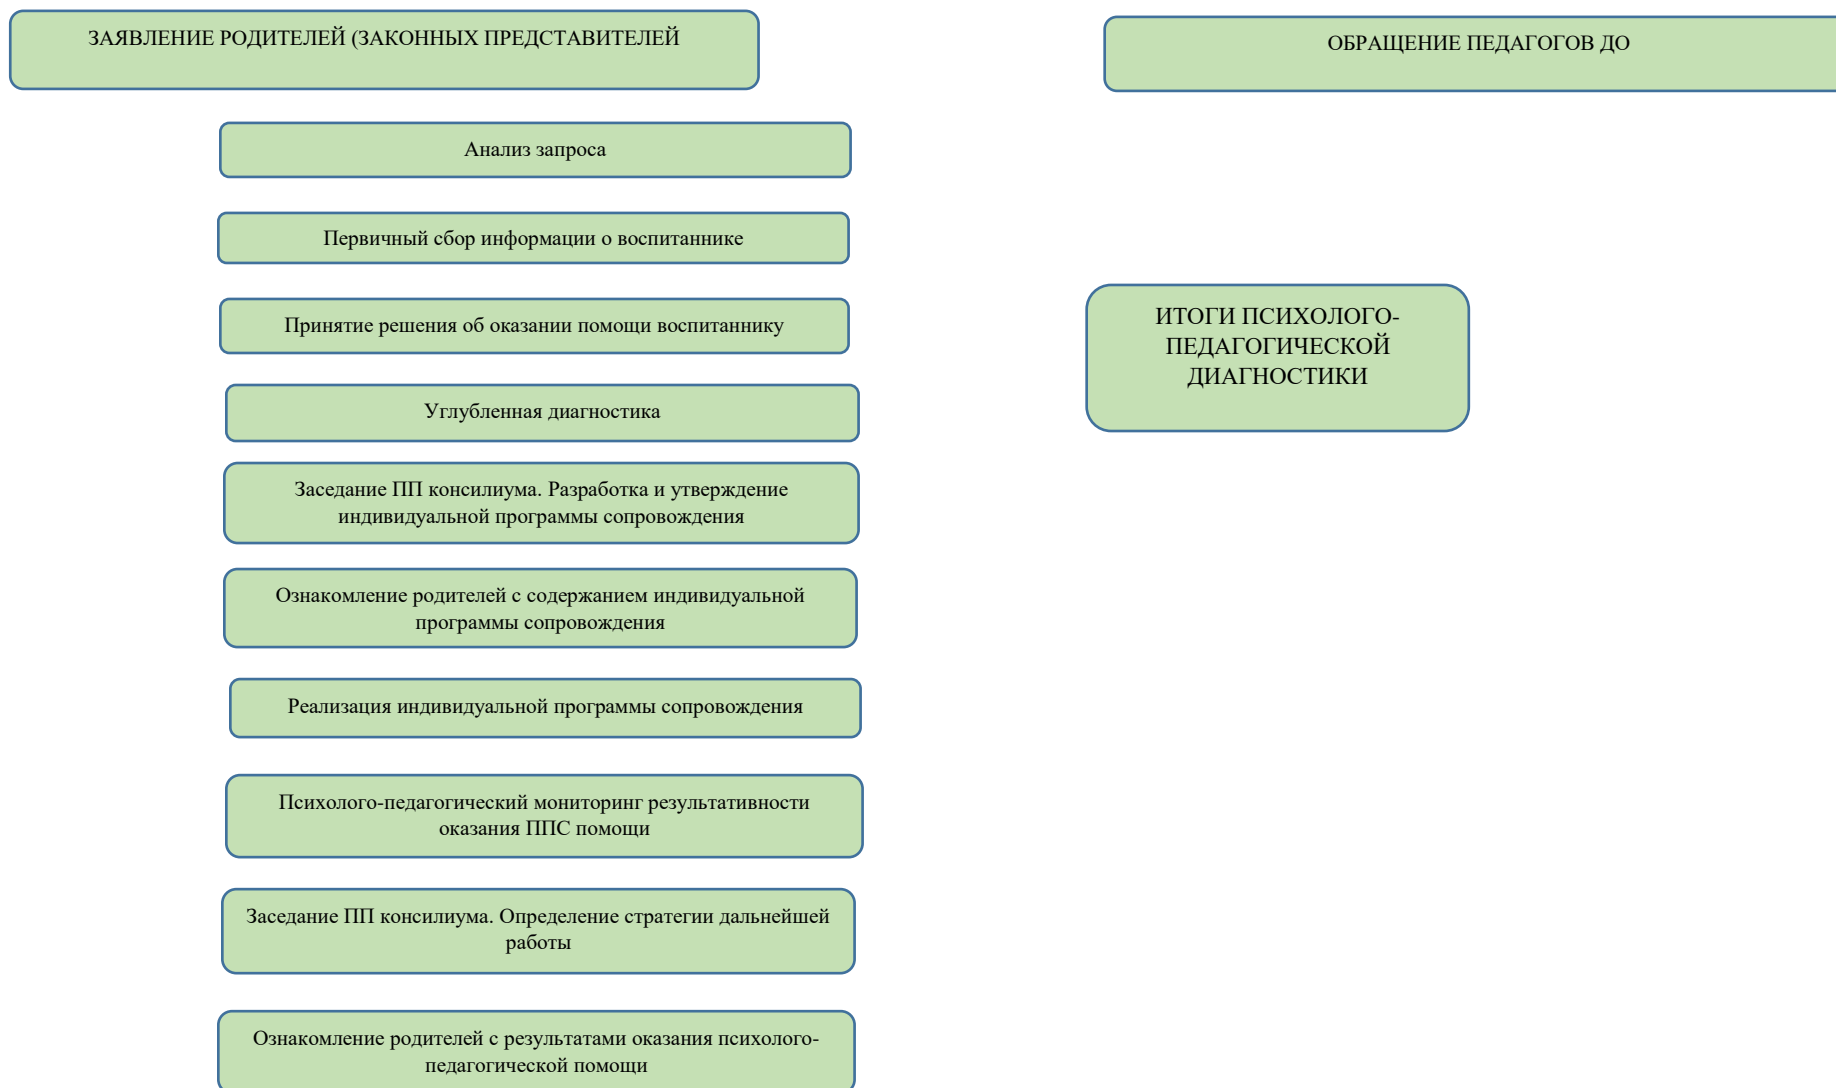 ЗАЯВЛЕНИЕ РОДИТЕЛЕЙ (ЗАКОННЫХ ПРЕДСТАВИТЕЛЕЙ
ОБРАЩЕНИЕ ПЕДАГОГОВ ДО
Анализ запроса
Первичный сбор информации о воспитаннике
Принятие решения об оказании помощи воспитаннику
ИТОГИ ПСИХОЛОГО-
ПЕДАГОГИЧЕСКОЙ
ДИАГНОСТИКИ
Углубленная диагностика
Заседание ПП консилиума. Разработка и утверждение
индивидуальной программы сопровождения
Ознакомление родителей с содержанием индивидуальной
программы сопровождения
Реализация индивидуальной программы сопровождения
Психолого-педагогический мониторинг результативности
оказания ППС помощи
Заседание ПП консилиума. Определение стратегии дальнейшей
работы
Ознакомление родителей с результатами оказания психолого-
педагогической помощи